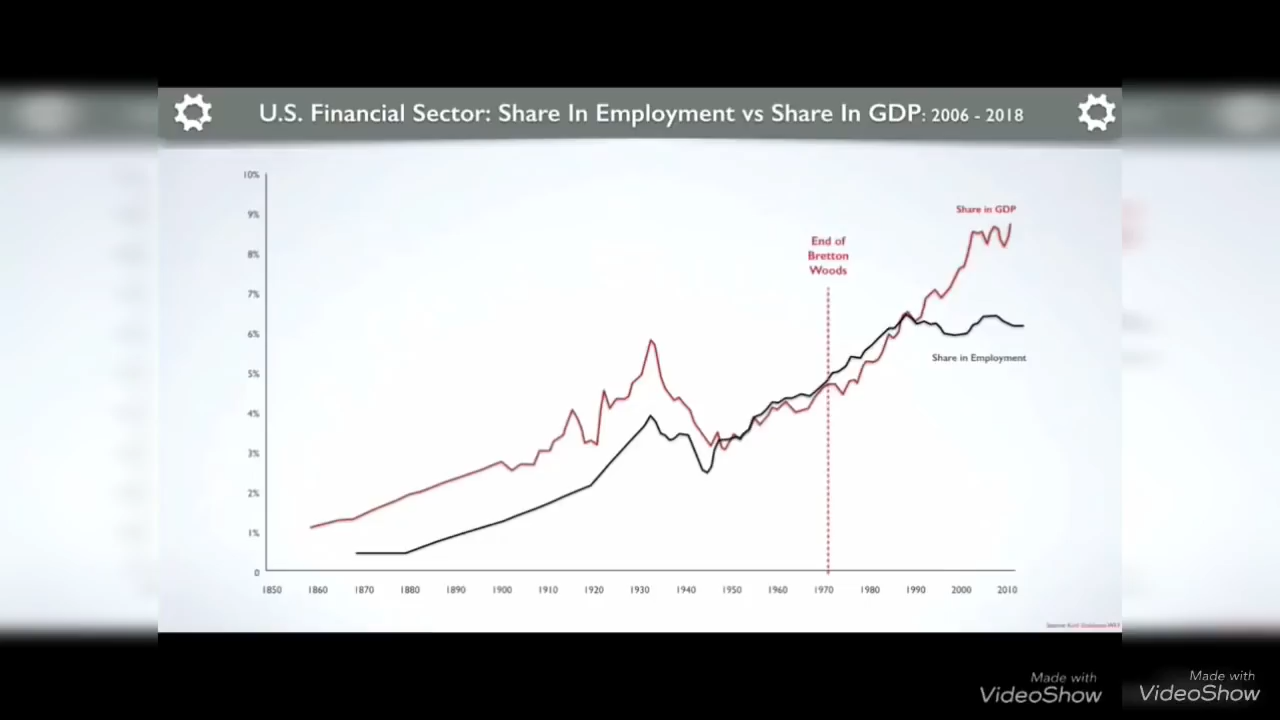 U.S. Financial Sector: Share In Employment vs Share In GDP: 2006 - 2018
10%
9%
8%
7%
6%
5%
4%
3%
2%
1%
0
Share in GDP
End of
Bretton
Woods
Share in Employment
1850 1860 1870 1880 1890 1900 1910 1920 1930 1940 1950 1960 1970 1980 1990 2000 2010
Made with
VideoShow
Made with
VideoShow